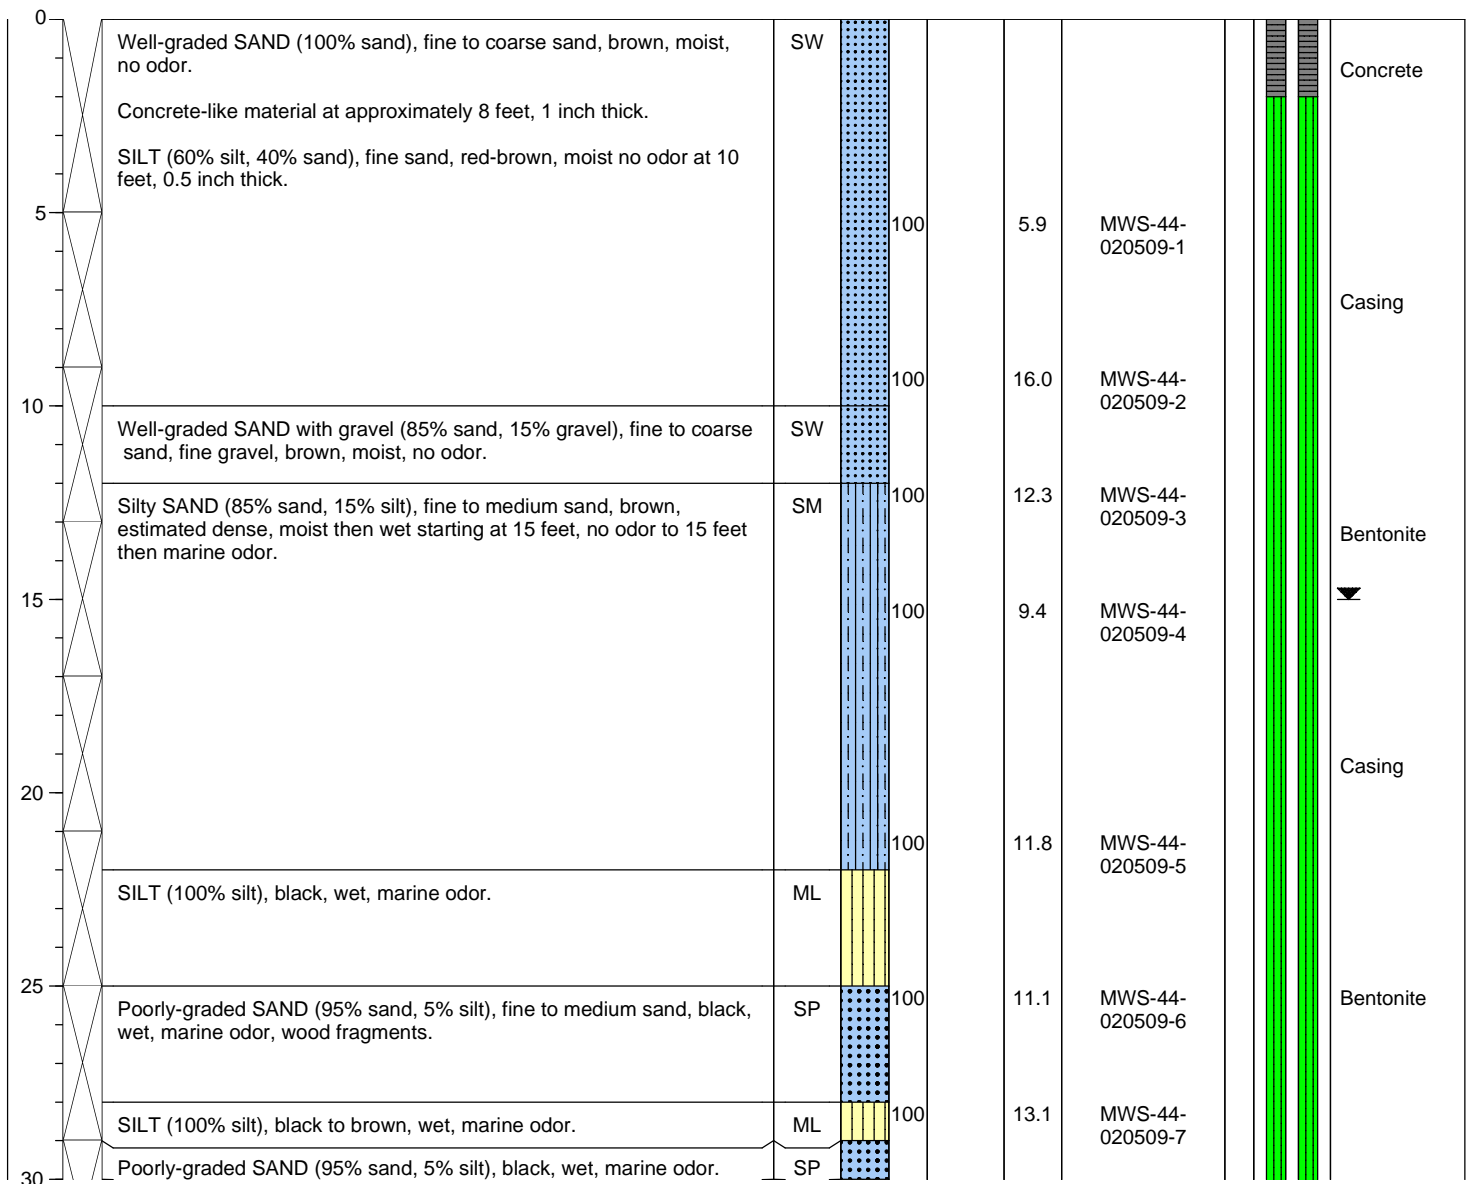 0
Well-graded SAND (100% sand), fine to coarse sand, brown, moist,
no odor.
SW
Concrete
Concrete-like material at approximately 8 feet, 1 inch thick.
SILT (60% silt, 40% sand), fine sand, red-brown, moist no odor at 10
feet, 0.5 inch thick.
5
100
5.9
MWS-44-
020509-1
Casing
100
16.0
MWS-44-
020509-2
10
Well-graded SAND with gravel (85% sand, 15% gravel), fine to coarse
sand, fine gravel, brown, moist, no odor.
SW
Silty SAND (85% sand, 15% silt), fine to medium sand, brown,
estimated dense, moist then wet starting at 15 feet, no odor to 15 feet
then marine odor.
SM
100
12.3
MWS-44-
020509-3
Bentonite
15
100
9.4
MWS-44-
020509-4
Casing
20
100
11.8
MWS-44-
020509-5
SILT (100% silt), black, wet, marine odor.
ML
25
Poorly-graded SAND (95% sand, 5% silt), fine to medium sand, black,
wet, marine odor, wood fragments.
SP
100
11.1
MWS-44-
020509-6
Bentonite
SILT (100% silt), black to brown, wet, marine odor.
ML
100
13.1
MWS-44-
020509-7
Poorly-graded SAND (95% sand, 5% silt), black, wet, marine odor.
SP
30